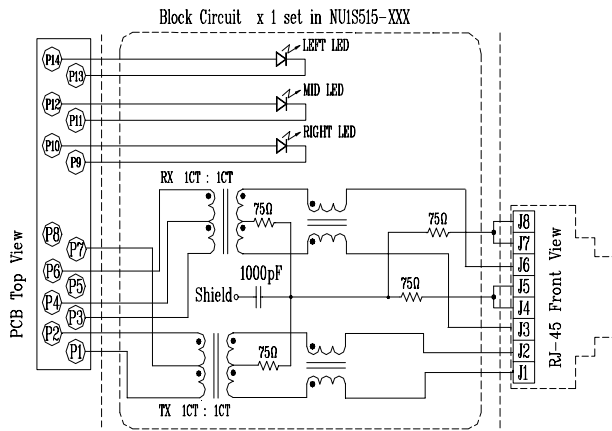 Block Circuit x 1 set in NU1S515-XXX
P14
LEFT LED
P13
P12
MID LED
P11
P10
RIGHT LED
P9
RX 1CT : 1CT
P8
P7
P6
P5
P4
P3
P2
P1
PCB Top View
75Ω
75Ω
75Ω
75Ω
1000pF
Shield
TX 1CT : 1CT
J8
J7
J6
J5
J4
J3
J2
J1
RJ-45 Front View